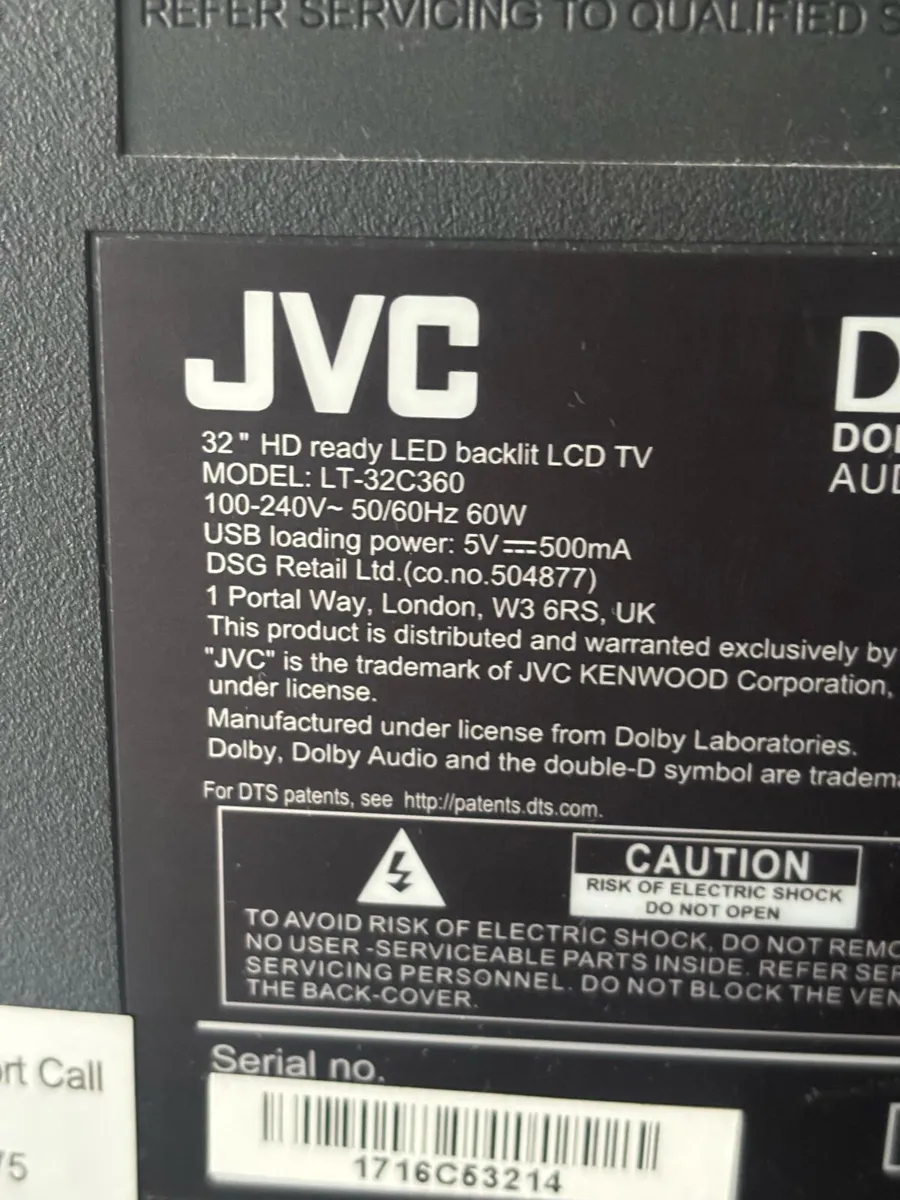 REFER SERVICING TO QUALIFIED S
JVC
32" HD ready LED backlit LCD TV
MODEL: LT-32C360
100-240V~ 50/60Hz 60W
USB loading power: 5V⎓500mA
DSG Retail Ltd.(co.no.504877)
1 Portal Way, London, W3 6RS, UK
This product is distributed and warranted exclusively by
"JVC" is the trademark of JVC KENWOOD Corporation,
under license.
Manufactured under license from Dolby Laboratories.
Dolby, Dolby Audio and the double-D symbol are tradema
For DTS patents, see http://patents.dts.com.
DOL
AUD
CAUTION
RISK OF ELECTRIC SHOCK
DO NOT OPEN
TO AVOID RISK OF ELECTRIC SHOCK, DO NOT REMO
NO USER -SERVICEABLE PARTS INSIDE. REFER SER
SERVICING PERSONNEL. DO NOT BLOCK THE VEN
THE BACK-COVER.
Serial no.
1716C53214
ort Call
75